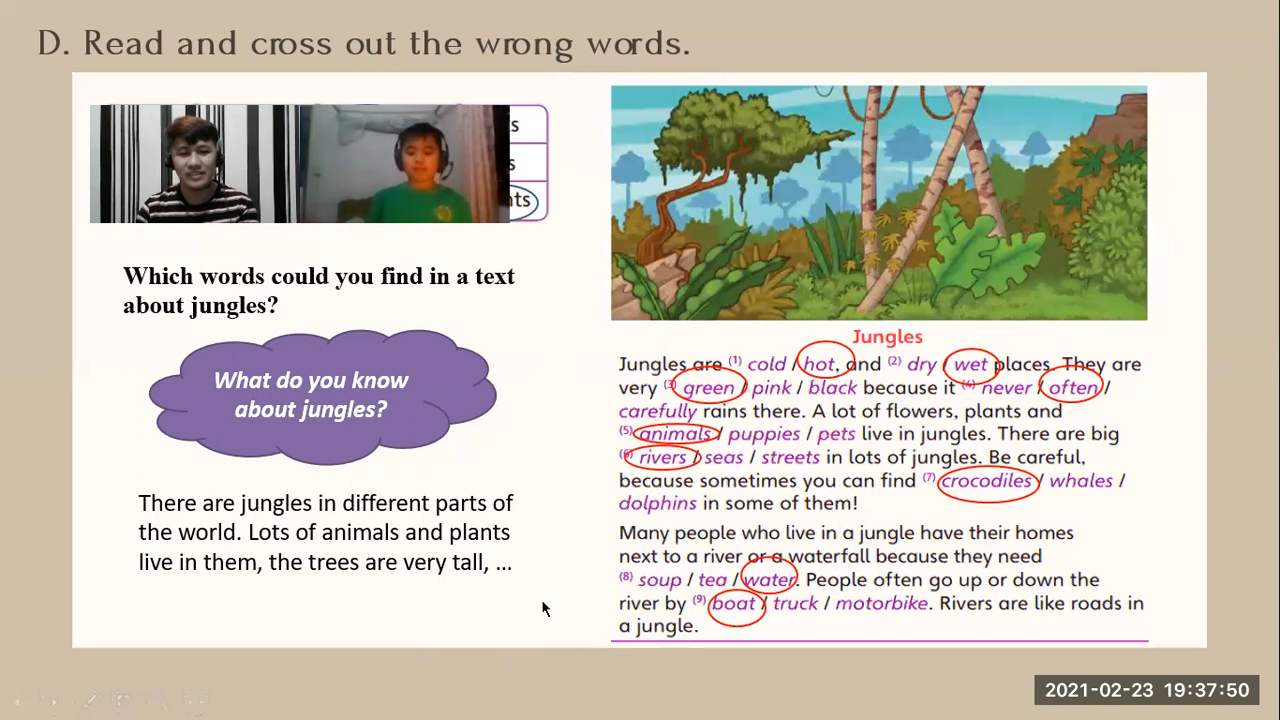 D. Read and cross out the wrong words.
Which words could you find in a text
about jungles?
What do you know
about jungles?
There are jungles in different parts of
the world. Lots of animals and plants
live in them, the trees are very tall, ...
Jungles
Jungles are (1) cold / hot, and (2) dry / wet places. They are
very (3) green / pink / black because it (4) never / often /
carefully rains there. A lot of flowers, plants and
(5) animals / puppies / pets live in jungles. There are big
(6) rivers / seas / streets in lots of jungles. Be careful,
because sometimes you can find (7) crocodiles / whales /
dolphins in some of them!
Many people who live in a jungle have their homes
next to a river or a waterfall because they need
(8) soup / tea / water. People often go up or down the
river by (9) boat / truck / motorbike. Rivers are like roads in
a jungle.
2021-02-23 19:37:50